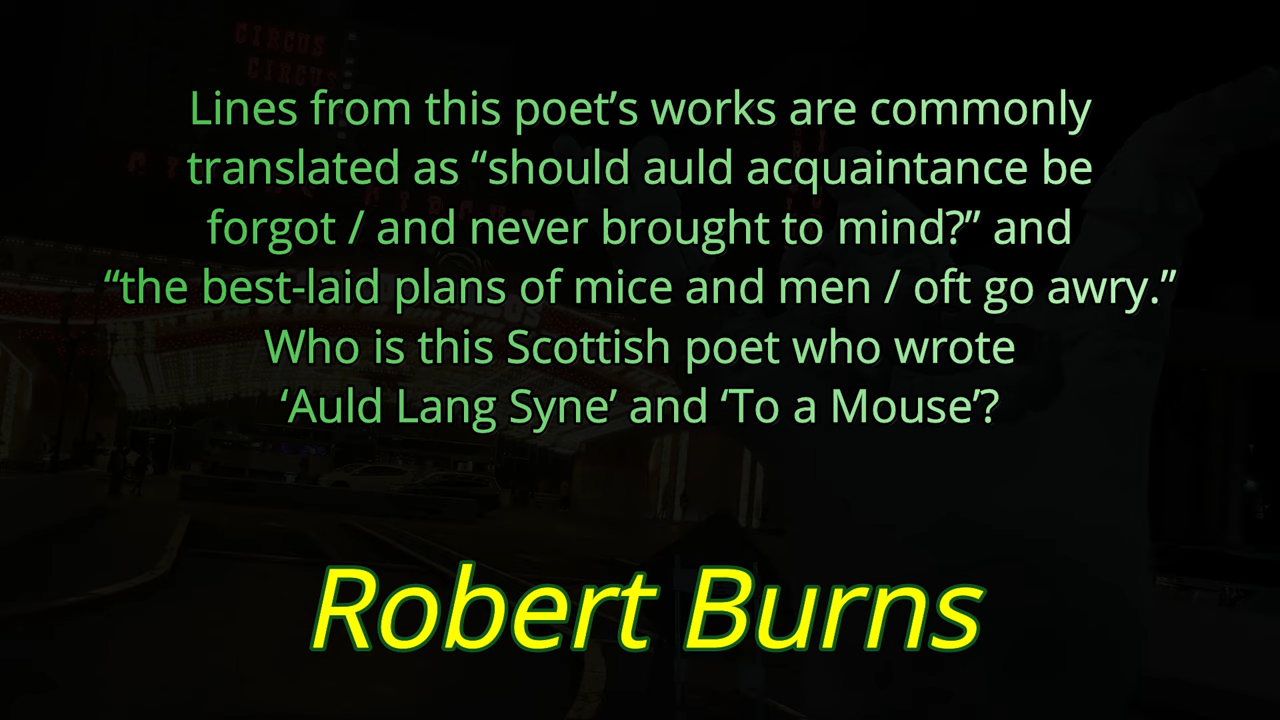 CIRCUS
CIRCUS
Lines from this poet’s works are commonly
translated as “should auld acquaintance be
forgot / and never brought to mind?” and
“the best-laid plans of mice and men / oft go awry.”
Who is this Scottish poet who wrote
‘Auld Lang Syne’ and ‘To a Mouse’?
Robert Burns